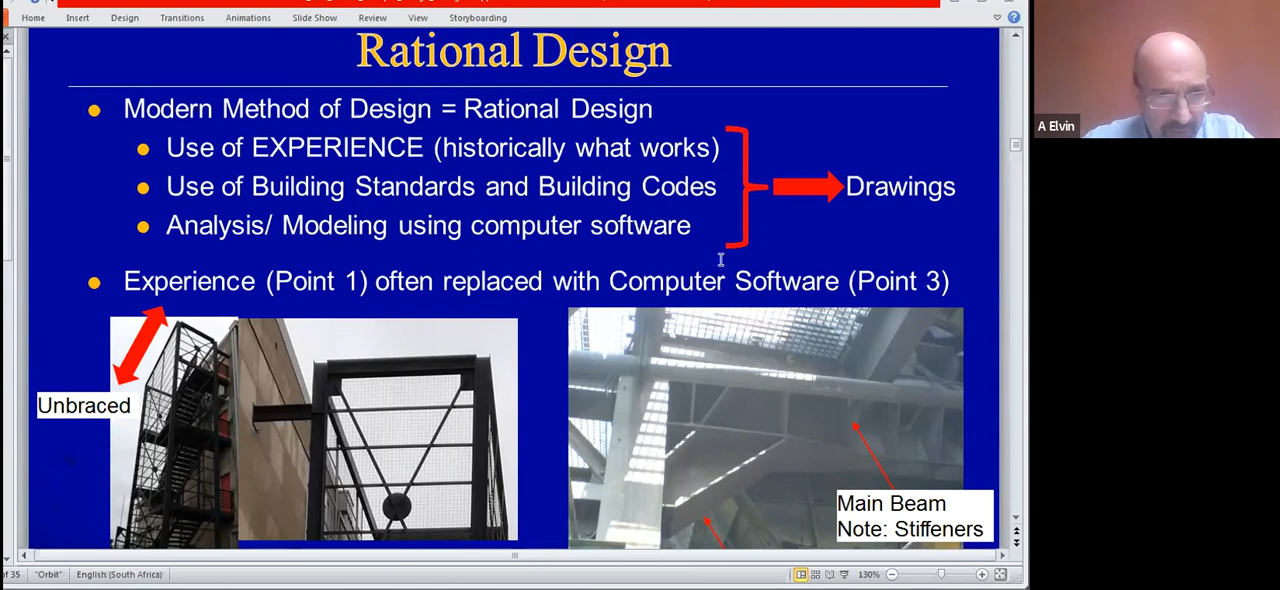 Home Insert Design Transitions Animations Slide Show Review View Storyboarding
Rational Design
Modern Method of Design = Rational Design
Use of EXPERIENCE (historically what works)
Use of Building Standards and Building Codes
Analysis/ Modeling using computer software
Drawings
Experience (Point 1) often replaced with Computer Software (Point 3)
Unbraced
Main Beam
Note: Stiffeners
A Elvin
of 35 "Orbit" English (South Africa) 130%